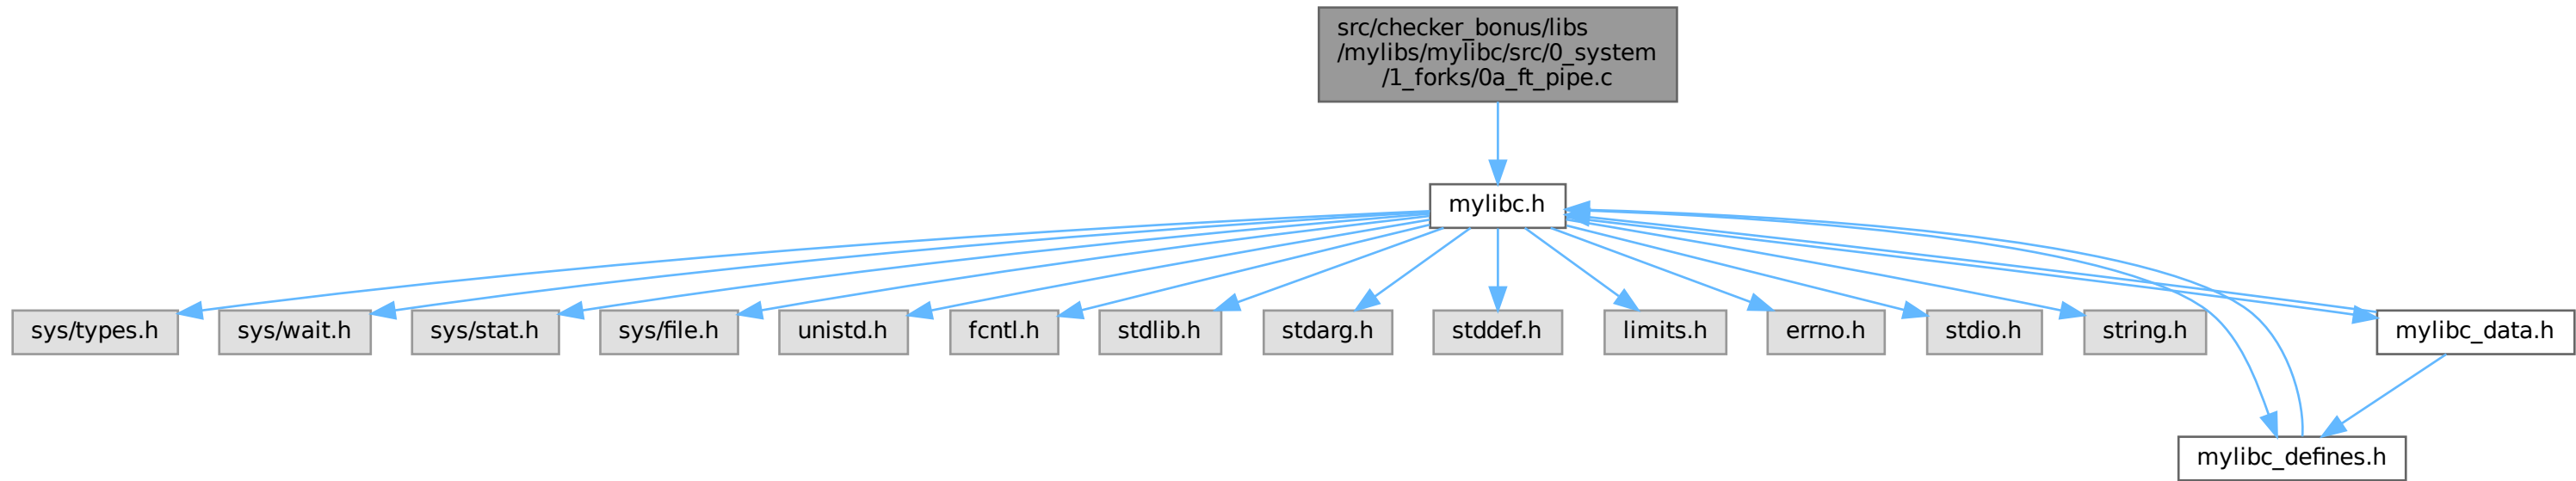 src/checker_bonus/libs
/mylibs/mylibc/src/0_system
/1_forks/0a_ft_pipe.c
mylibc.h
sys/types.h
sys/wait.h
sys/stat.h
sys/file.h
unistd.h
fcntl.h
stdlib.h
stdarg.h
stddef.h
limits.h
errno.h
stdio.h
string.h
mylibc_data.h
mylibc_defines.h